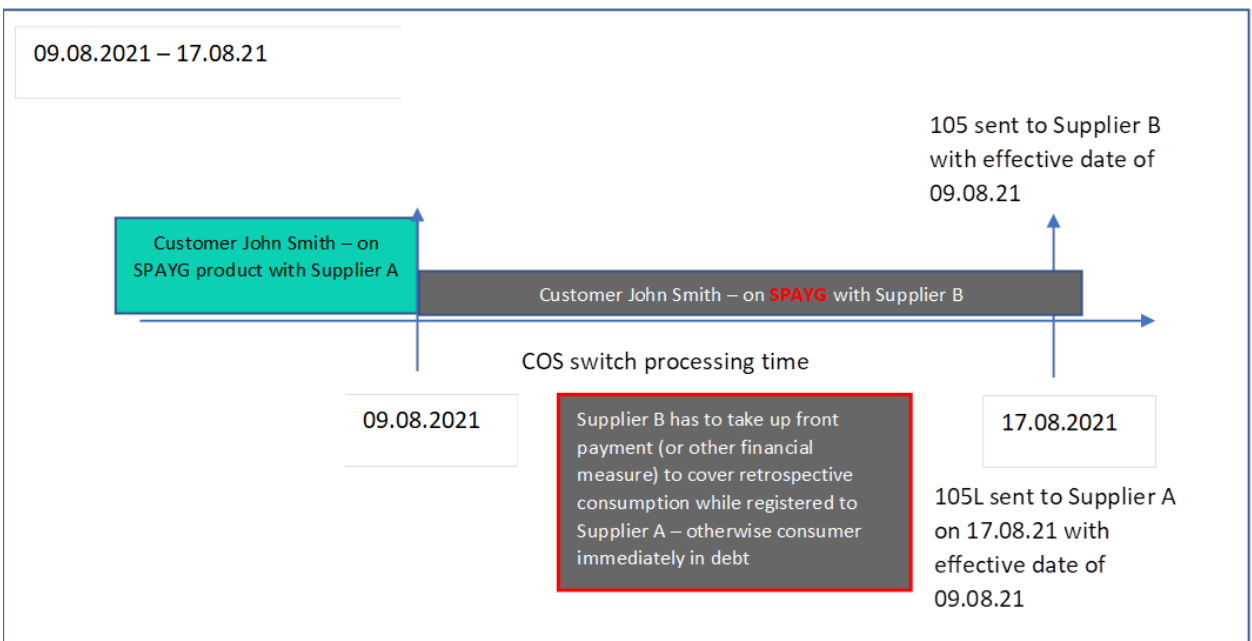 09.08.2021 – 17.08.21
105 sent to Supplier B
with effective date of
09.08.21
Customer John Smith – on
SPAYG product with Supplier A
Customer John Smith – on SPAYG with Supplier B
COS switch processing time
09.08.2021
Supplier B has to take up front
payment (or other financial
measure) to cover retrospective
consumption while registered to
Supplier A – otherwise consumer
immediately in debt
17.08.2021
105L sent to Supplier A
on 17.08.21 with
effective date of
09.08.21